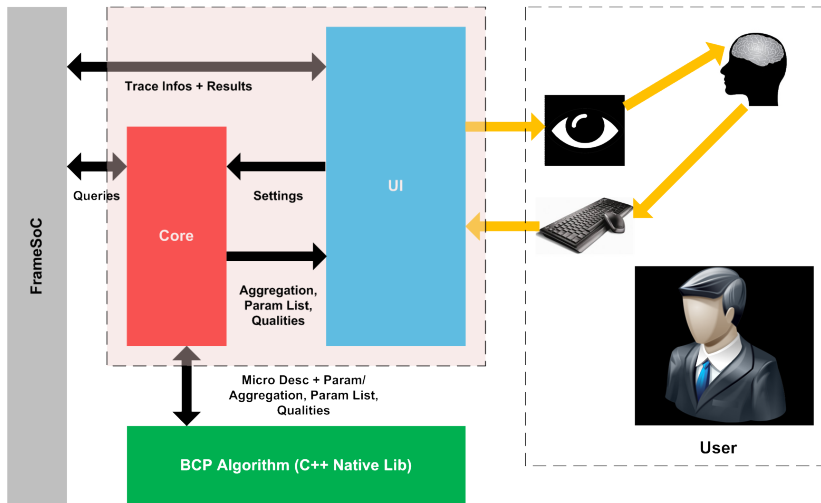 FrameSoC
Trace Infos + Results
Queries
Core
Settings
Aggregation,
Param List,
Qualities
UI
Micro Desc + Param/
Aggregation, Param List,
Qualities
BCP Algorithm (C++ Native Lib)
User